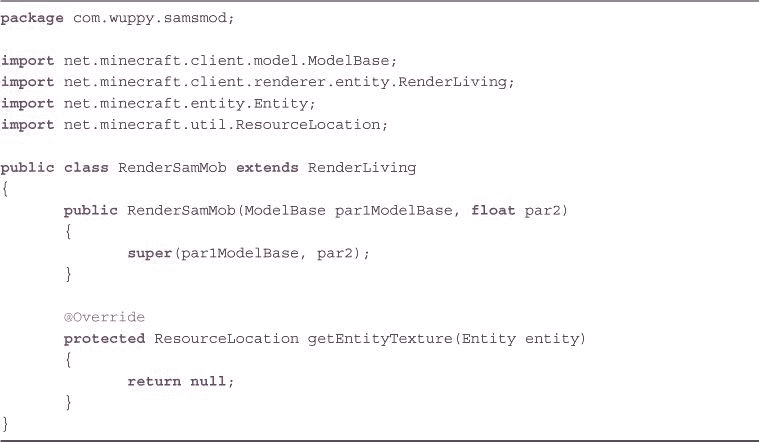 package com.wuppy.samsmod;
import net.minecraft.client.model.ModelBase;
import net.minecraft.client.renderer.entity.RenderLiving;
import net.minecraft.entity.Entity;
import net.minecraft.util.ResourceLocation;
public class RenderSamMob extends RenderLiving
{
public RenderSamMob(ModelBase par1ModelBase, float par2)
{
super(par1ModelBase, par2);
}
@Override
protected ResourceLocation getEntityTexture(Entity entity)
{
return null;
}
}